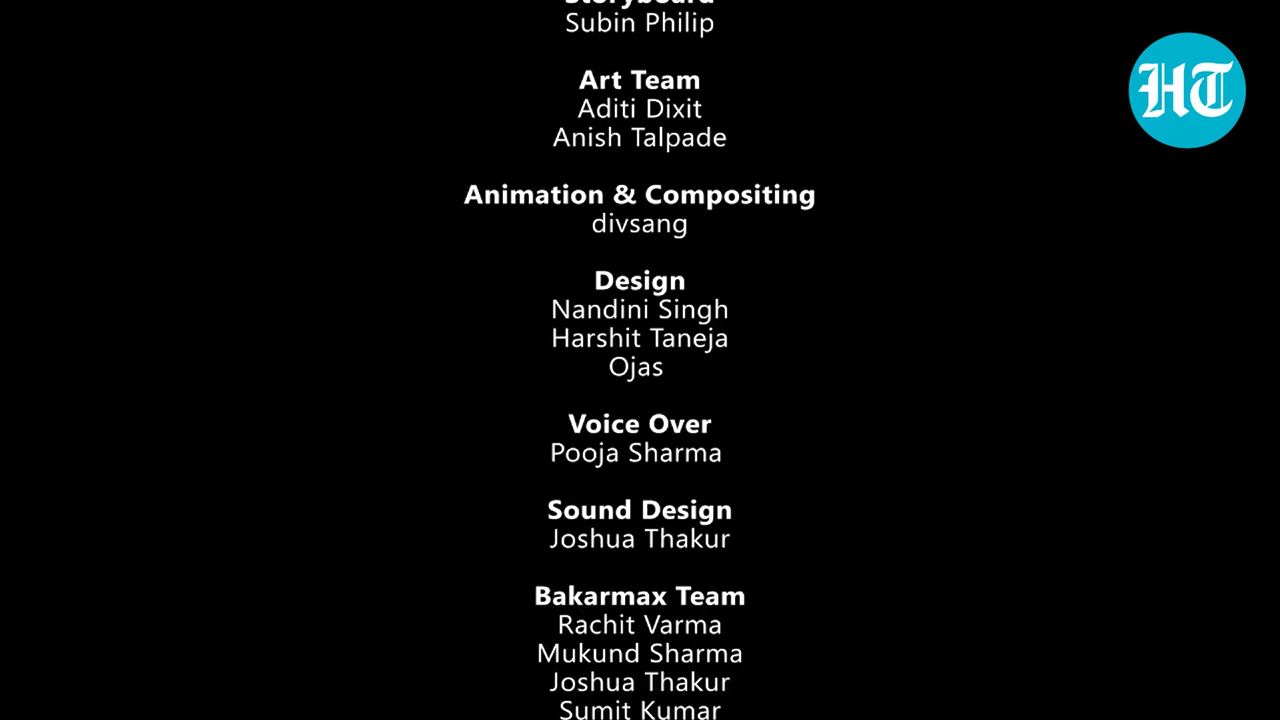 Storyboard
Subin Philip
Art Team
Aditi Dixit
Anish Talpade
Animation & Compositing
divsang
Design
Nandini Singh
Harshit Taneja
Ojas
Voice Over
Pooja Sharma
Sound Design
Joshua Thakur
Bakarmax Team
Rachit Varma
Mukund Sharma
Joshua Thakur
Sumit Kumar
HT